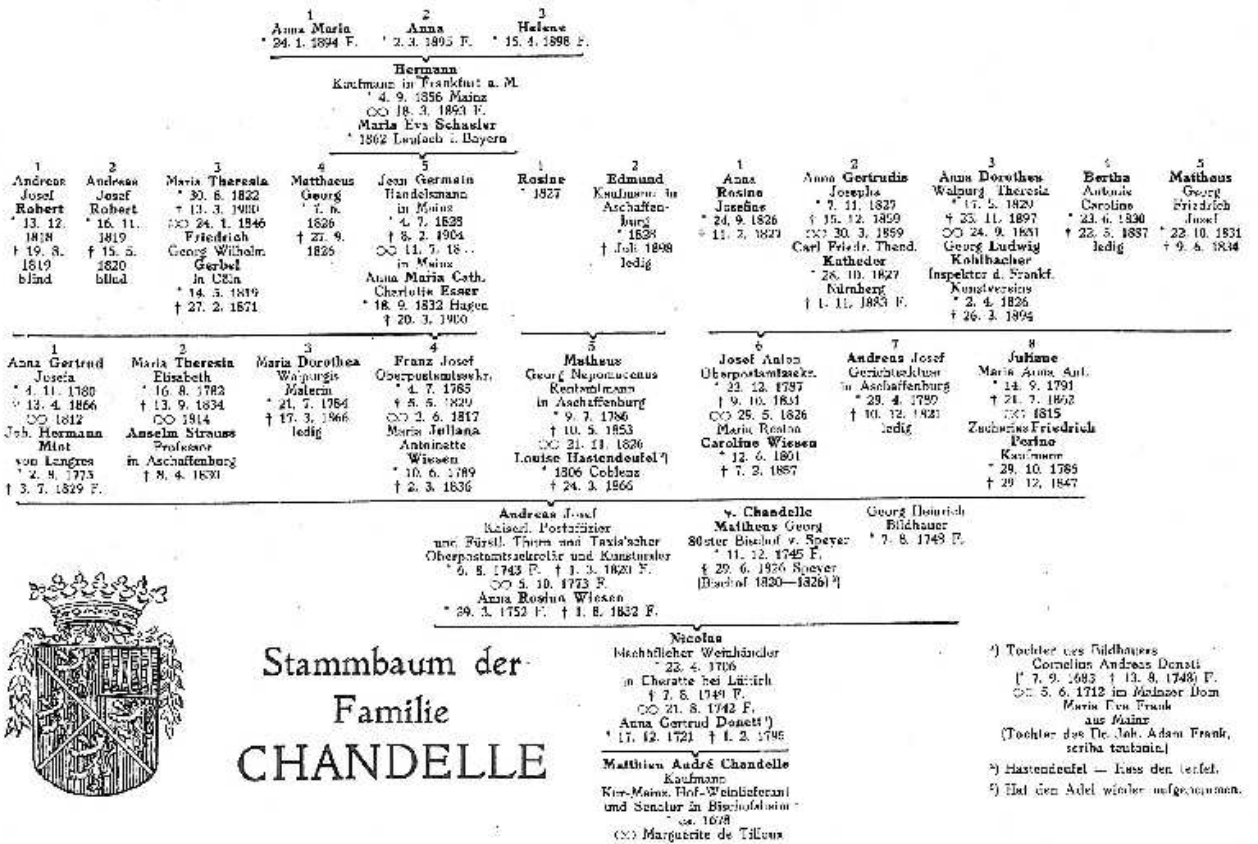 1
Anna Maria
* 24. 1. 1894 F.
2
Anna
* 2. 3. 1895 F.
3
Helene
* 15. 4. 1898 F.
Hermann
Kaufmann in Frankfurt a. M.
* 4. 9. 1856 Mainz
∞ 18. 3. 1893 F.
Maria Eva Schaefer
* 1862 Laufach i. Bayern
1
Andreas
Josef
Robert
* 13. 12.
1818
† 19. 8.
1819
blind
2
Andreas
Josef
Robert
* 16. 11.
1819
† 15. 5.
1820
blind
3
Maria Theresia
* 30. 6. 1822
† 13. 3. 1900
∞ 24. 1. 1846
Friedrich
Georg Wilhelm
Gerbel
in Cöln
* 14. 5. 1819
† 27. 2. 1871
4
Matthaeus
Georg
* 7. 6.
1826
† 27. 9.
1826
5
Jean Germain
Handelsmann
in Mainz
* 4. 7. 1828
† 8. 2. 1904
∞ 11. 7. 18..
in Mainz
Anna Maria Cath.
Charlotte Esser
* 18. 9. 1832 Hagen
† 20. 3. 1900
1
Rosine
* 1827
2
Edmund
Kaufmann in
Aschaffen-
burg
* 1828
† Juli 1898
ledig
1
Anna
Rosine
Josefine
* 24. 9. 1826
† 11. 2. 1827
2
Anna Gertrudis
Josepha
* 7. 11. 1827
† 15. 12. 1859
∞ 30. 3. 1859
Carl Friedr. Theod.
Katheder
* 28. 10. 1827
Nürnberg
† 1. 11. 1883 F.
3
Anna Dorothea
Walpurg. Theresia
* 17. 5. 1829
† 23. 11. 1897
∞ 24. 9. 1851
Georg Ludwig
Kohlbacher
Inspektor d. Frankf.
Kunstvereins
* 2. 4. 1826
† 26. 3. 1894
4
Bertha
Antonie
Caroline
* 23. 6. 1830
† 22. 5. 1887
ledig
5
Mattheus
Georg
Friedrich
Josef
* 22. 10. 1831
† 9. 6. 1834
1
Anna Gertrud
Josefa
* 4. 11. 1780
† 13. 4. 1866
∞ 1812
Joh. Hermann
Miot
von Langres
* 2. 8. 1775
† 3. 7. 1829 F.
2
Maria Theresia
Elisabeth
* 16. 8. 1782
† 13. 9. 1834
∞ 1814
Anselm Strauss
Professor
in Aschaffenburg
† 8. 4. 1830
3
Maria Dorothea
Walpurgis
Malerin
* 21. 7. 1784
† 17. 3. 1866
ledig
4
Franz Josef
Oberpostamtssekr.
* 4. 7. 1785
† 5. 5. 1829
∞ 3. 6. 1817
Maria Juliana
Antoinette
Wiesen
* 10. 6. 1789
† 2. 3. 1836
5
Matheus
Georg Nepomucenus
Rentamtmann
in Aschaffenburg
* 9. 7. 1786
† 10. 5. 1853
∞ 21. 11. 1826
Louise Hastendeufel ²)
* 1806 Coblenz
† 24. 3. 1866
6
Josef Anton
Oberpostamtssekr.
* 23. 12. 1787
† 9. 10. 1831
∞ 29. 5. 1826
Maria Rosina
Caroline Wiesen
* 12. 6. 1801
† 7. 2. 1857
7
Andreas Josef
Gerichtsaktuar
in Aschaffenburg
* 29. 4. 1789
† 10. 12. 1821
ledig
8
Juliane
Maria Anna Ant.
* 14. 9. 1791
† 21. 7. 1862
∞ 1815
Zacharias Friedrich
Perino
Kaufmann
* 29. 10. 1786
† 29. 12. 1847
Andreas Josef
Kaiserl. Postoffizier
und Fürstl. Thurn und Taxis'scher
Oberpostamtssekretär und Kunstmaler
* 6. 8. 1743 F. † 1. 3. 1820 F.
∞ 5. 10. 1773 F.
Anna Rosina Wiesen
* 29. 3. 1752 F. † 1. 8. 1832 F.
v. Chandelle
Mattheus Georg
80ster Bischof v. Speyer
* 11. 12. 1745 F.
† 29. 6. 1826 Speyer
(Bischof 1820—1826) ³)
Georg Heinrich
Bildhauer
* 7. 8. 1748 F.
Nicolas
bischöflicher Weinhändler
* 22. 4. 1706
in Cheratte bei Lüttich
† 7. 8. 1749 F.
∞ 21. 8. 1742 F.
Anna Gertrud Donett ¹)
* 17. 12. 1721 † 1. 2. 1795
Matthieu André Chandelle
Kaufmann
Kur-Mainz. Hof-Weinlieferant
und Senator in Bischofsheim
* ca. 1678
∞ Marguerite de Tilloux
Stammbaum der
Familie
CHANDELLE
¹) Tochter des Bildhauers
Cornelius Andreas Donett
(* 7. 9. 1683 † 13. 8. 1748) F.
∞ 5. 6. 1712 im Mainzer Dom
Maria Eva Frank
aus Mainz
(Tochter des Dr. Joh. Adam Frank,
scriba teutonic.)
²) Hastendeufel = Hass den teufel.
³) Hat den Adel wieder aufgenommen.